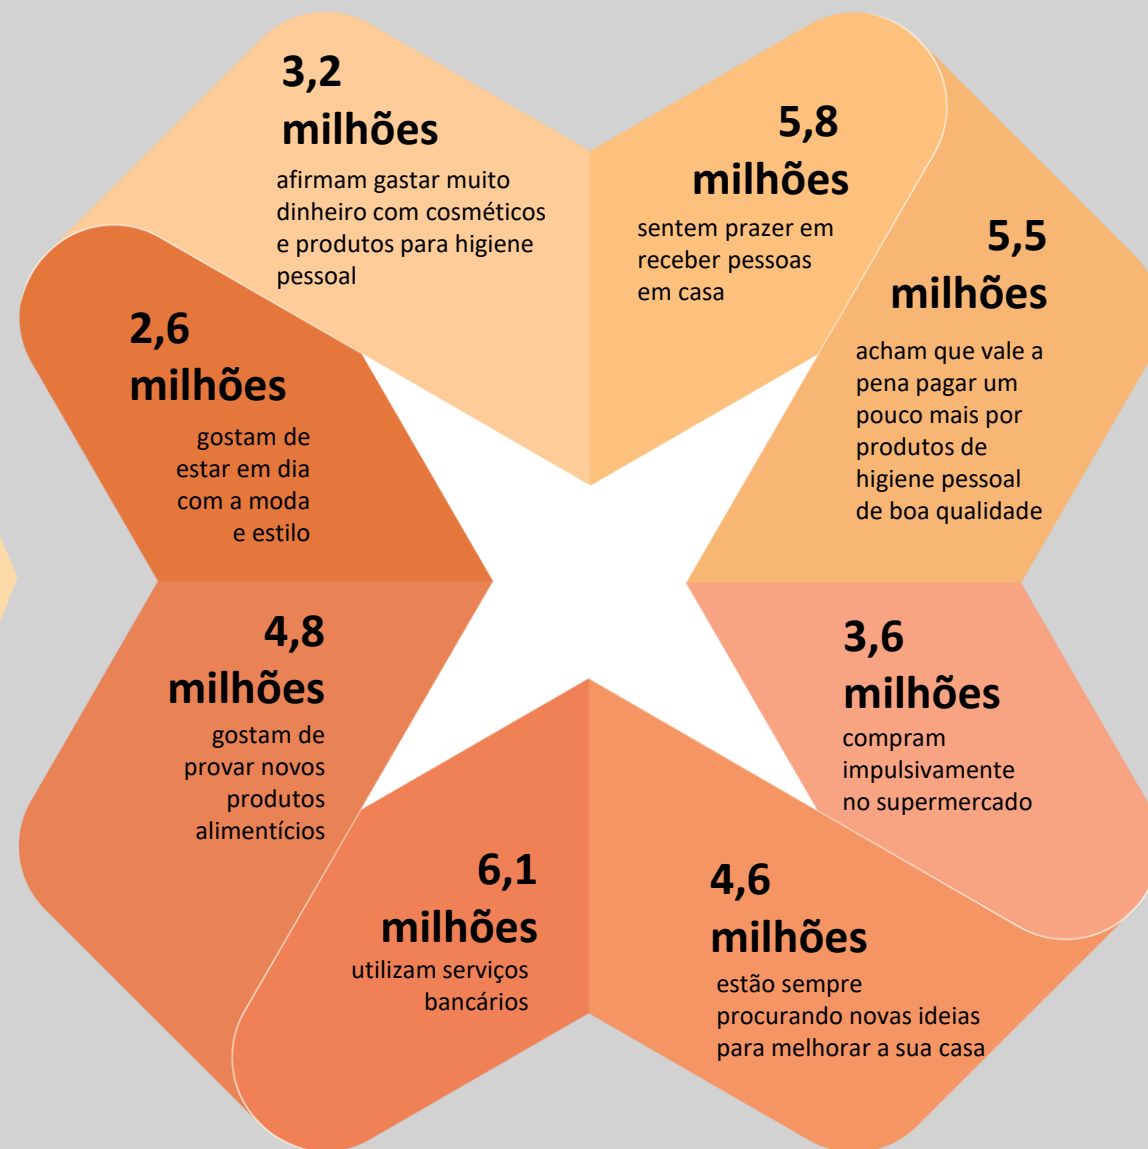 3,2
milhões
afirmam gastar muito
dinheiro com cosméticos
e produtos para higiene
pessoal
5,8
milhões
sentem prazer em
receber pessoas
em casa
5,5
milhões
acham que vale a
pena pagar um
pouco mais por
produtos de
higiene pessoal
de boa qualidade
2,6
milhões
gostam de
estar em dia
com a moda
e estilo
4,8
milhões
gostam de
provar novos
produtos
alimentícios
3,6
milhões
compram
impulsivamente
no supermercado
6,1
milhões
utilizam serviços
bancários
4,6
milhões
estão sempre
procurando novas ideias
para melhorar a sua casa